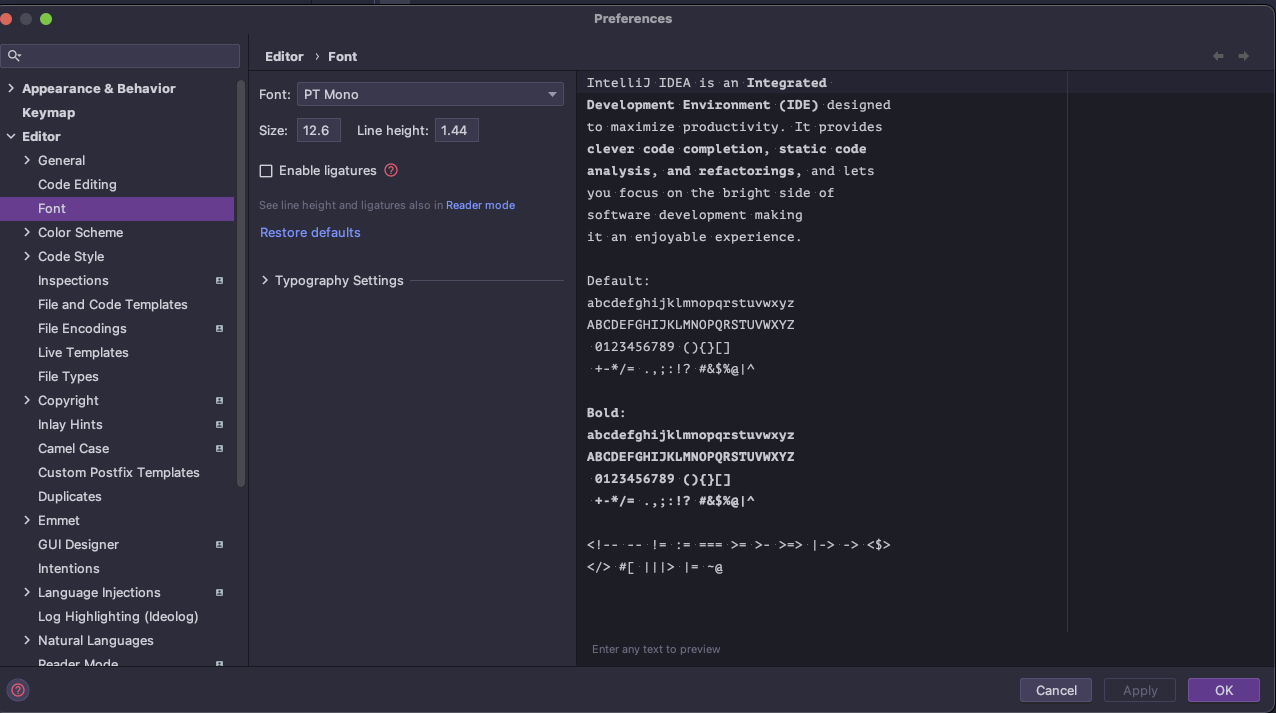 Preferences
Editor › Font
Appearance & Behavior
Keymap
Editor
General
Code Editing
Font
Color Scheme
Code Style
Inspections
File and Code Templates
File Encodings
Live Templates
File Types
Copyright
Inlay Hints
Camel Case
Custom Postfix Templates
Duplicates
Emmet
GUI Designer
Intentions
Language Injections
Log Highlighting (Ideolog)
Natural Languages
Reader Mode
Font: PT Mono
Size: 12.6 Line height: 1.44
Enable ligatures ?
See line height and ligatures also in Reader mode
Restore defaults
Typography Settings
IntelliJ IDEA is an Integrated
Development Environment (IDE) designed
to maximize productivity. It provides
clever code completion, static code
analysis, and refactorings, and lets
you focus on the bright side of
software development making
it an enjoyable experience.
Default:
abcdefghijklmnopqrstuvwxyz
ABCDEFGHIJKLMNOPQRSTUVWXYZ
0123456789 (){}[]
+-*/= .,;:!? #&$%@|^
Bold:
abcdefghijklmnopqrstuvwxyz
ABCDEFGHIJKLMNOPQRSTUVWXYZ
0123456789 (){}[]
+-*/= .,;:!? #&$%@|^
<!-- -- != := === >= >- >=> |-> -> <$>
</> #[ |||> |= ~@
Enter any text to preview
?
Cancel
Apply
OK